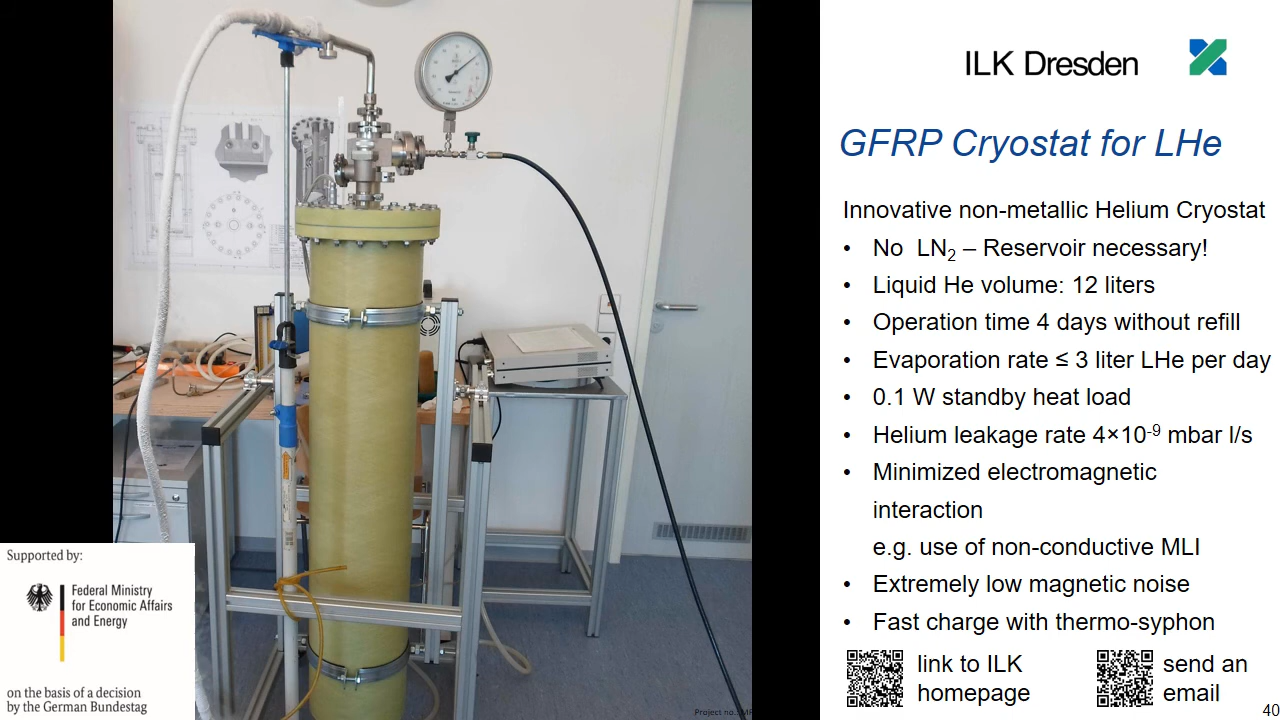 ILK Dresden
GFRP Cryostat for LHe
Innovative non-metallic Helium Cryostat
• No LN₂ – Reservoir necessary!
• Liquid He volume: 12 liters
• Operation time 4 days without refill
• Evaporation rate ≤ 3 liter LHe per day
• 0.1 W standby heat load
• Helium leakage rate 4×10⁻⁹ mbar l/s
• Minimized electromagnetic
interaction
e.g. use of non-conductive MLI
• Extremely low magnetic noise
• Fast charge with thermo-syphon
link to ILK
homepage
send an
email
40
Supported by:
Federal Ministry
for Economic Affairs
and Energy
on the basis of a decision
by the German Bundestag
Project no.: